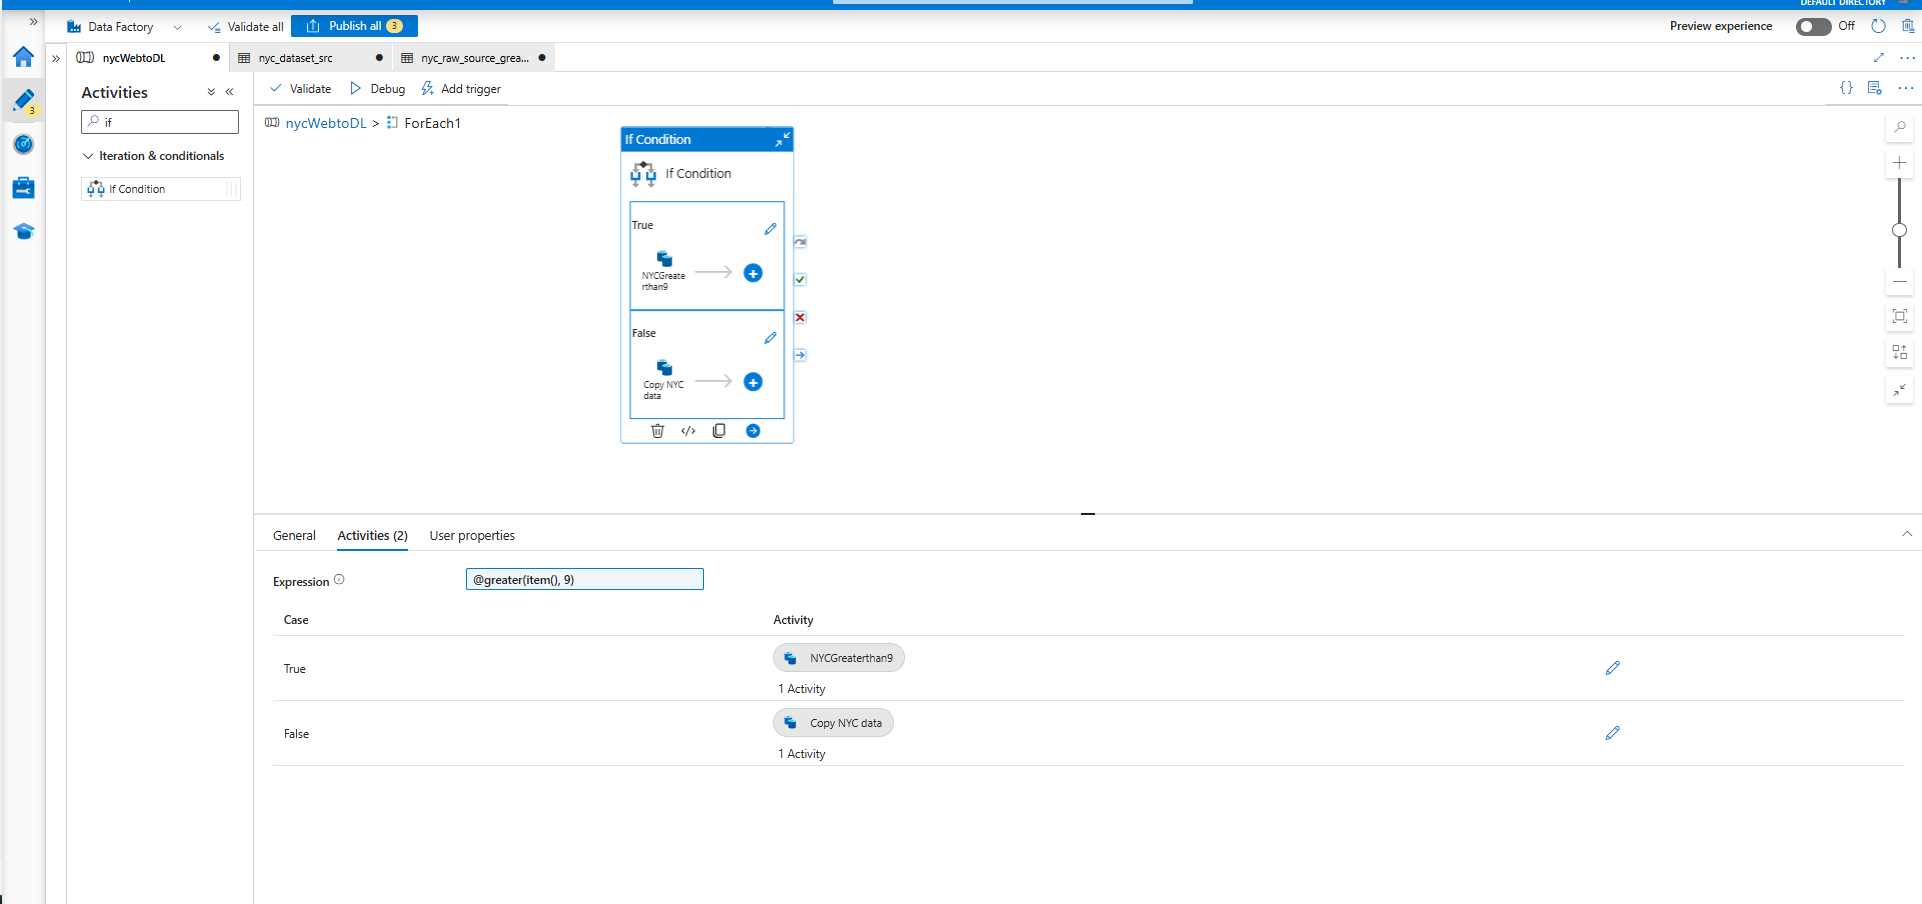 DEFAULT DIRECTORY
Data Factory
Validate all
Publish all 3
Preview experience
Off
nycWebtoDL
nyc_dataset_src
nyc_raw_source_grea...
3
Activities
if
Iteration & conditionals
If Condition
Validate
Debug
Add trigger
nycWebtoDL > ForEach1
If Condition
If Condition
True
NYCGreate
rthan9
False
Copy NYC
data
General
Activities (2)
User properties
Expression
@greater(item(), 9)
Case
Activity
True
NYCGreaterthan9
1 Activity
False
Copy NYC data
1 Activity